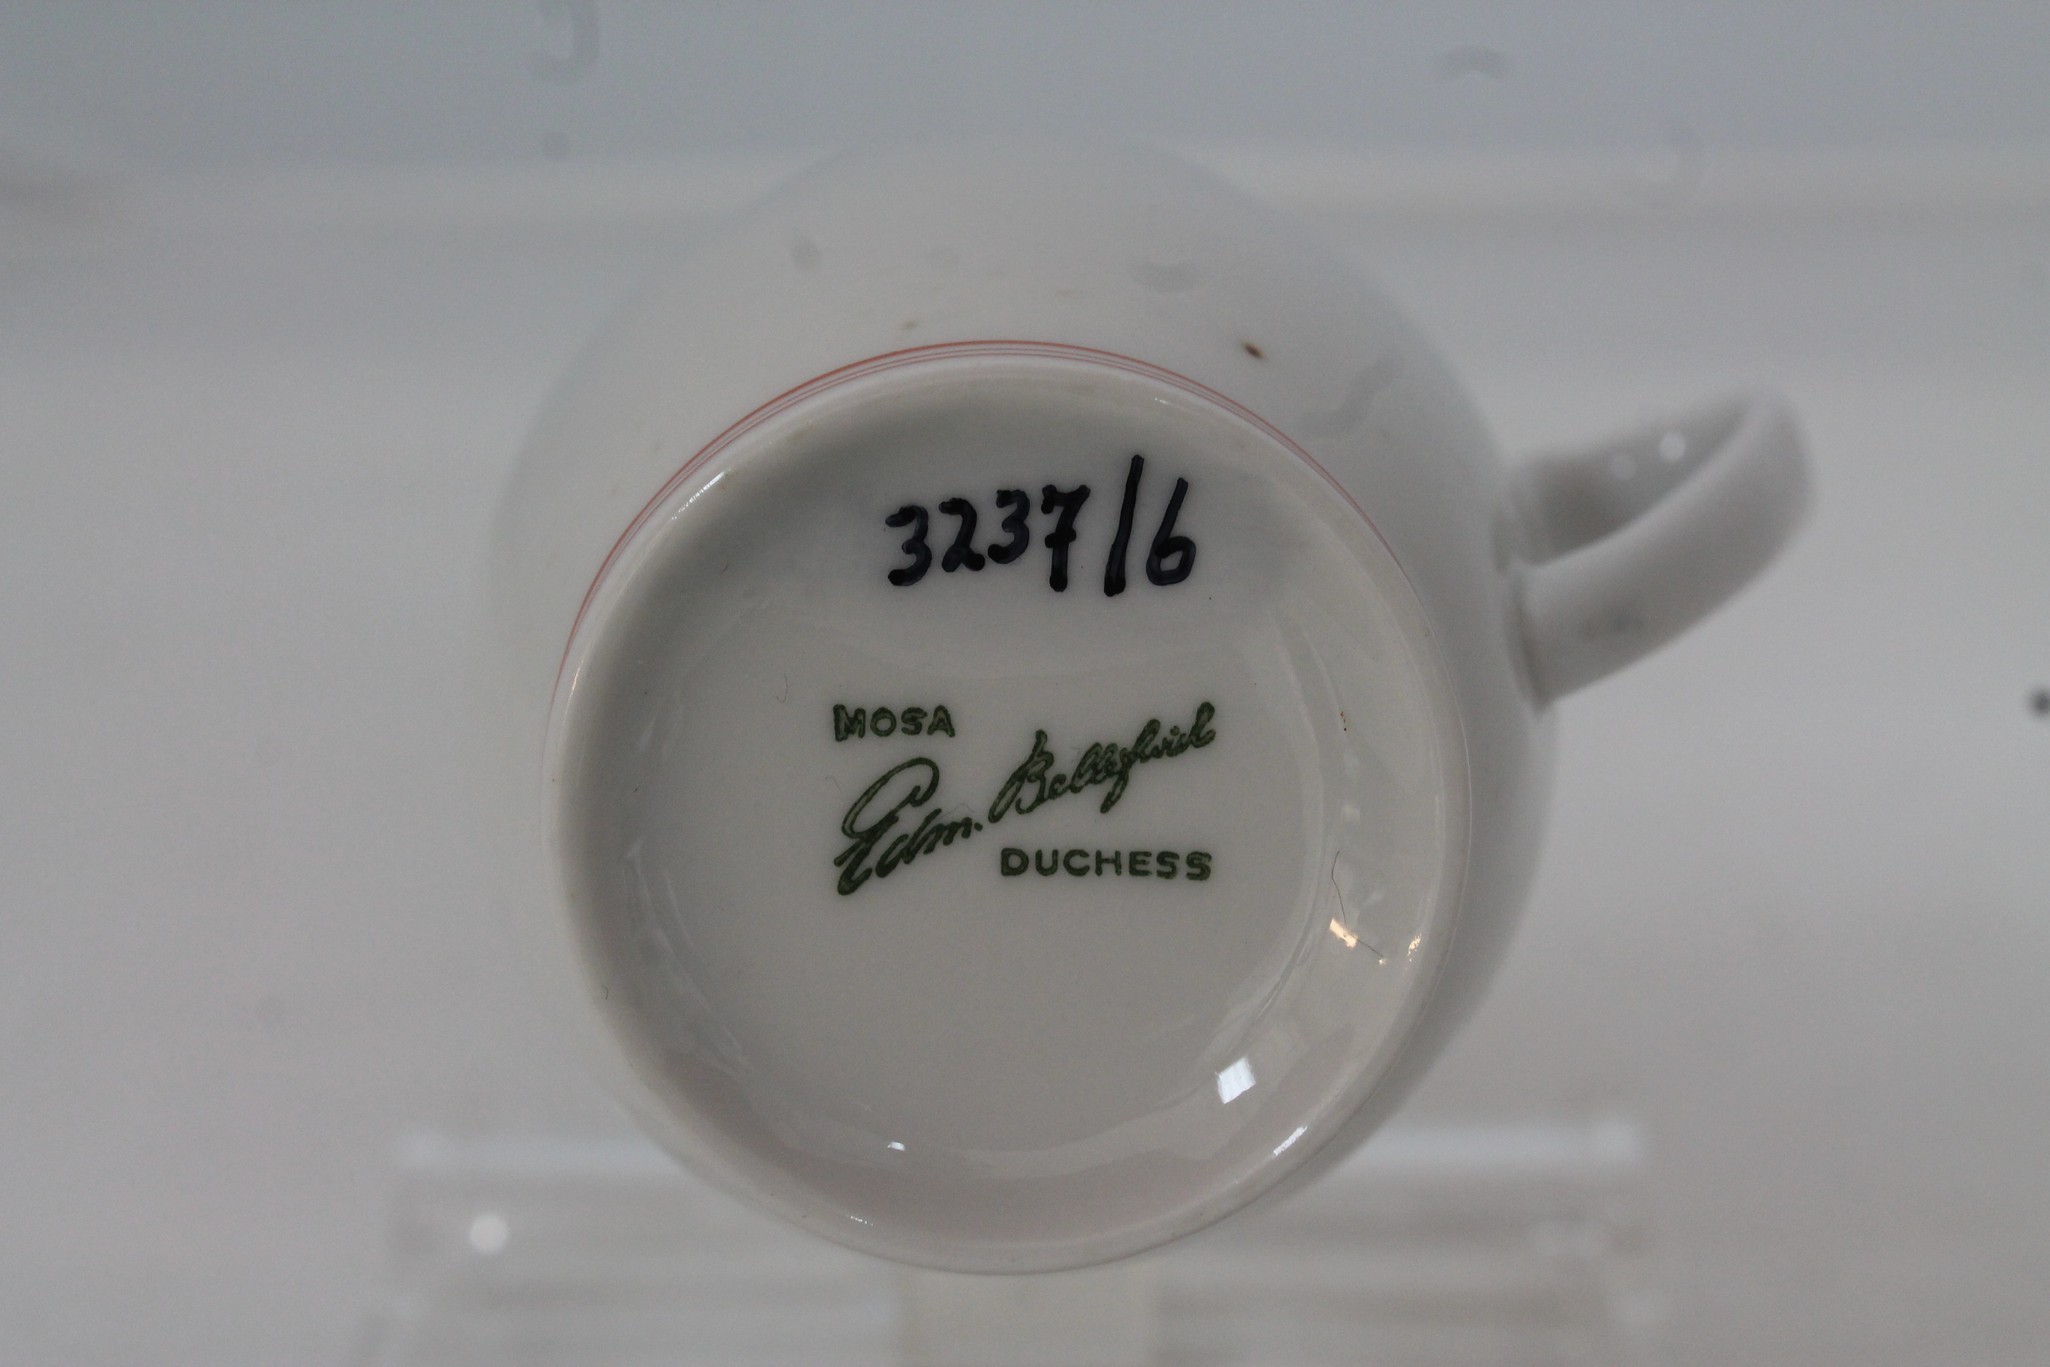 3237/6
MOSA
Edm. Bellefroid
DUCHESS